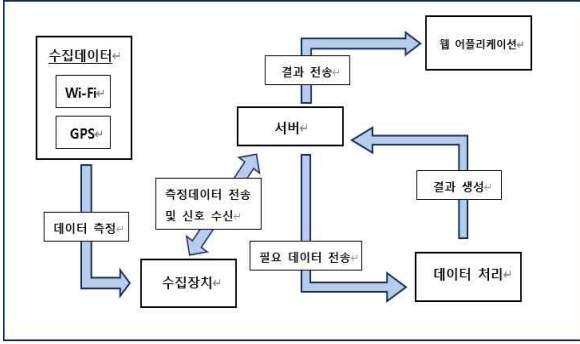 수집데이터
Wi-Fi
GPS
데이터 측정
수집장치
측정데이터 전송
및 신호 수신
서버
결과 전송
웹 어플리케이션
필요 데이터 전송
데이터 처리
결과 생성